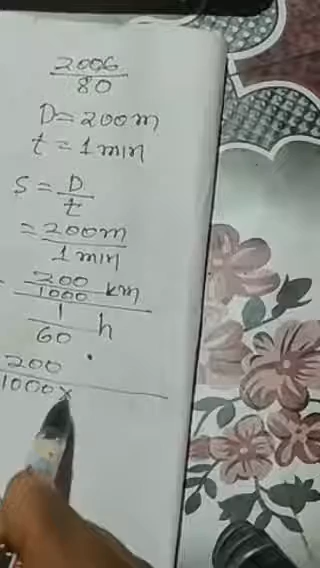 2006
80
D = 200m
t = 1 min
S = D
t
= 200m
1 min
200
1000 km
1
60 h
200
1000 ×